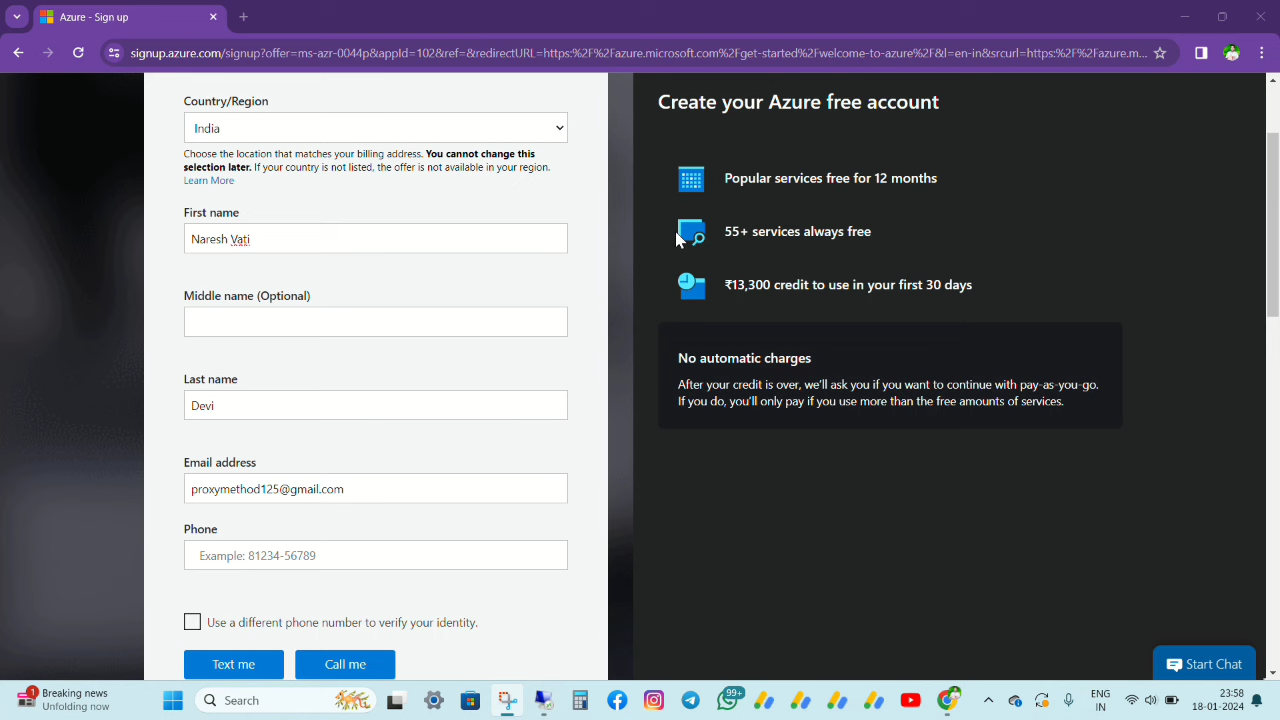 Azure - Sign up
signup.azure.com/signup?offer=ms-azr-0044p&appId=102&ref=&redirectURL=https:%2F%2Fazure.microsoft.com%2Fget-started%2Fwelcome-to-azure%2F&l=en-in&srcurl=https:%2F%2Fazure.m...
Country/Region
India
Choose the location that matches your billing address. You cannot change this
selection later. If your country is not listed, the offer is not available in your region.
Learn More
First name
Naresh Vati
Middle name (Optional)
Last name
Devi
Email address
proxymethod125@gmail.com
Phone
Example: 81234-56789
Use a different phone number to verify your identity.
Text me
Call me
Create your Azure free account
Popular services free for 12 months
55+ services always free
₹13,300 credit to use in your first 30 days
No automatic charges
After your credit is over, we'll ask you if you want to continue with pay-as-you-go.
If you do, you'll only pay if you use more than the free amounts of services.
Start Chat
1
Breaking news
Unfolding now
Search
99+
ENG
IN
23:58
18-01-2024